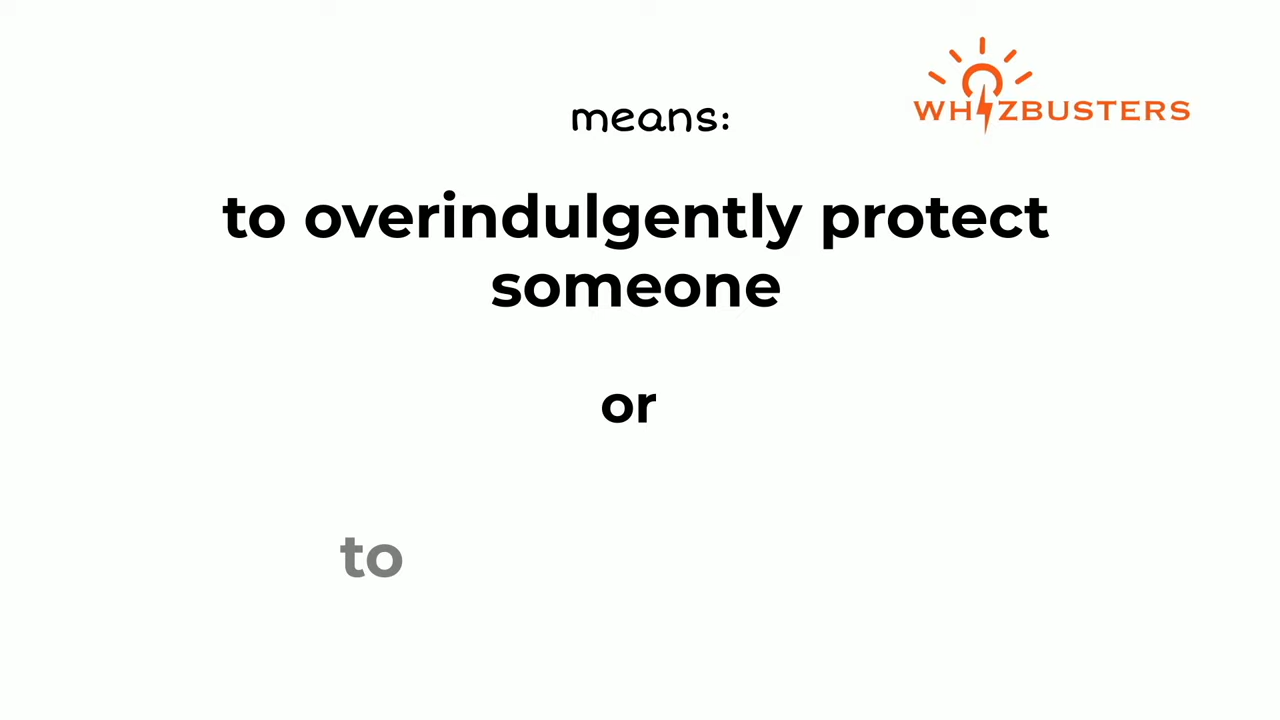 WHIZBUSTERS
means:
to overindulgently protect
someone
or
to